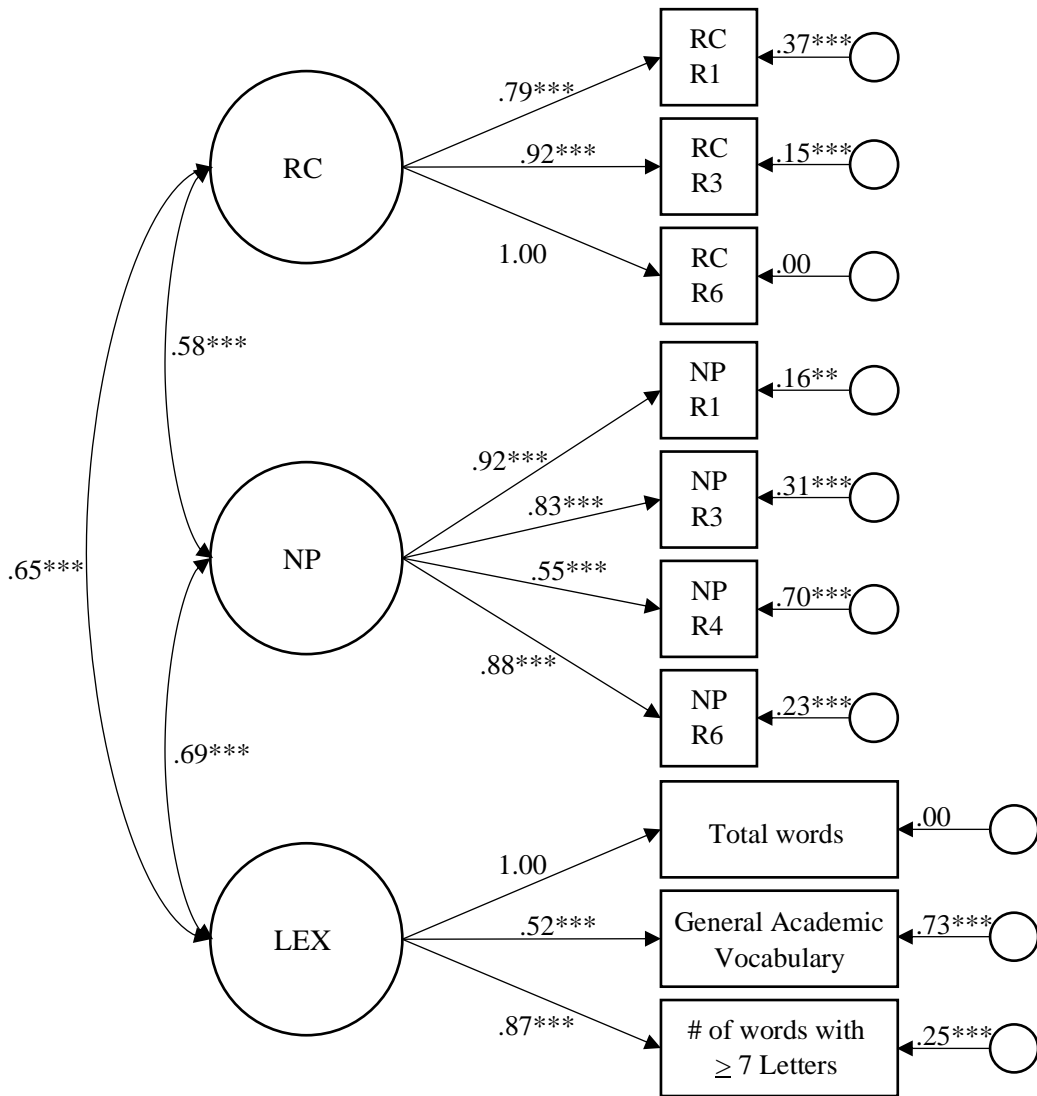 RC
R1
.37***
.79***
RC
RC
R3
.15***
.92***
RC
R6
.00
1.00
.58***
NP
R1
.16**
.92***
NP
R3
.31***
.83***
.65***
NP
.55***
NP
R4
.70***
.88***
NP
R6
.23***
.69***
Total words
.00
1.00
LEX
.52***
General Academic
Vocabulary
.73***
.87***
# of words with
≥ 7 Letters
.25***